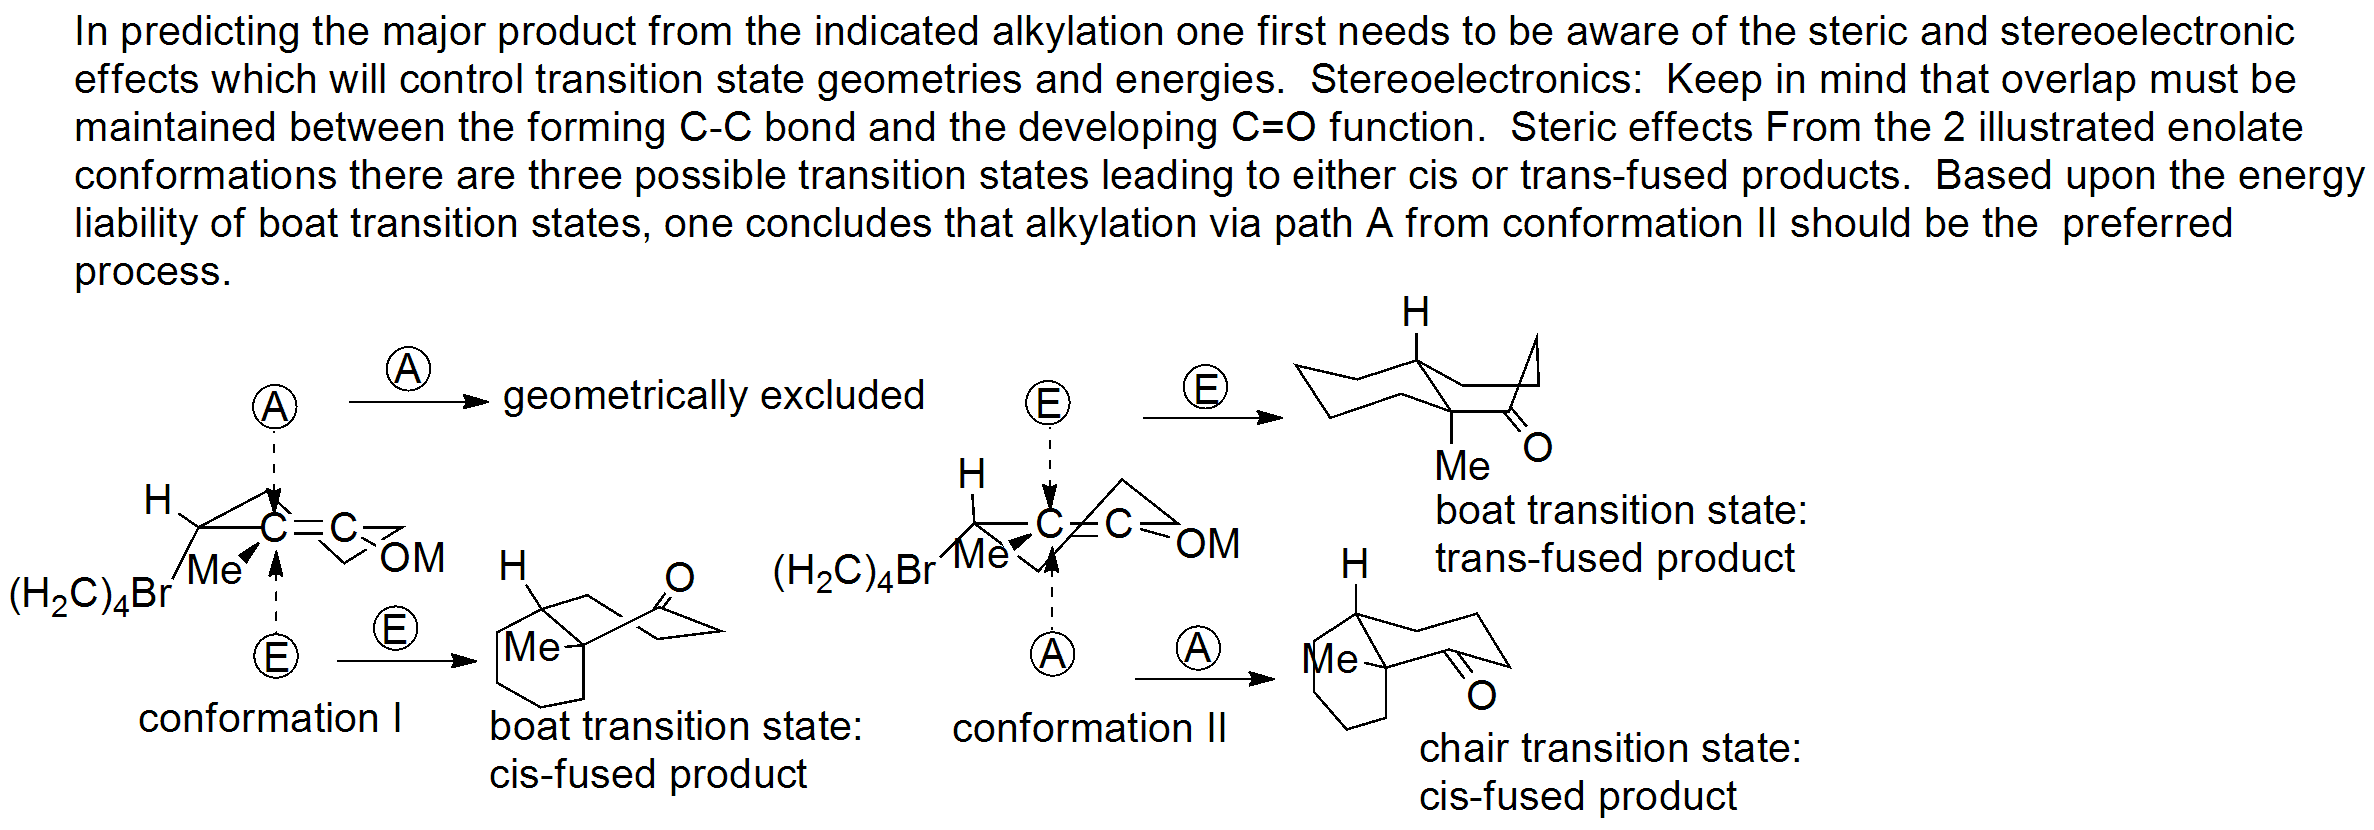 In predicting the major product from the indicated alkylation one first needs to be aware of the steric and stereoelectronic
effects which will control transition state geometries and energies.  Stereoelectronics:  Keep in mind that overlap must be
maintained between the forming C-C bond and the developing C=O function.  Steric effects From the 2 illustrated enolate
conformations there are three possible transition states leading to either cis or trans-fused products.  Based upon the energy
liability of boat transition states, one concludes that alkylation via path A from conformation II should be the  preferred
process.
A
A
geometrically excluded
H
C
C
Me
OM
(H₂C)₄Br
E
E
conformation I
H
O
Me
boat transition state:
cis-fused product
E
E
H
C
C
Me
OM
(H₂C)₄Br
A
A
conformation II
H
O
Me
boat transition state:
trans-fused product
H
Me
O
chair transition state:
cis-fused product